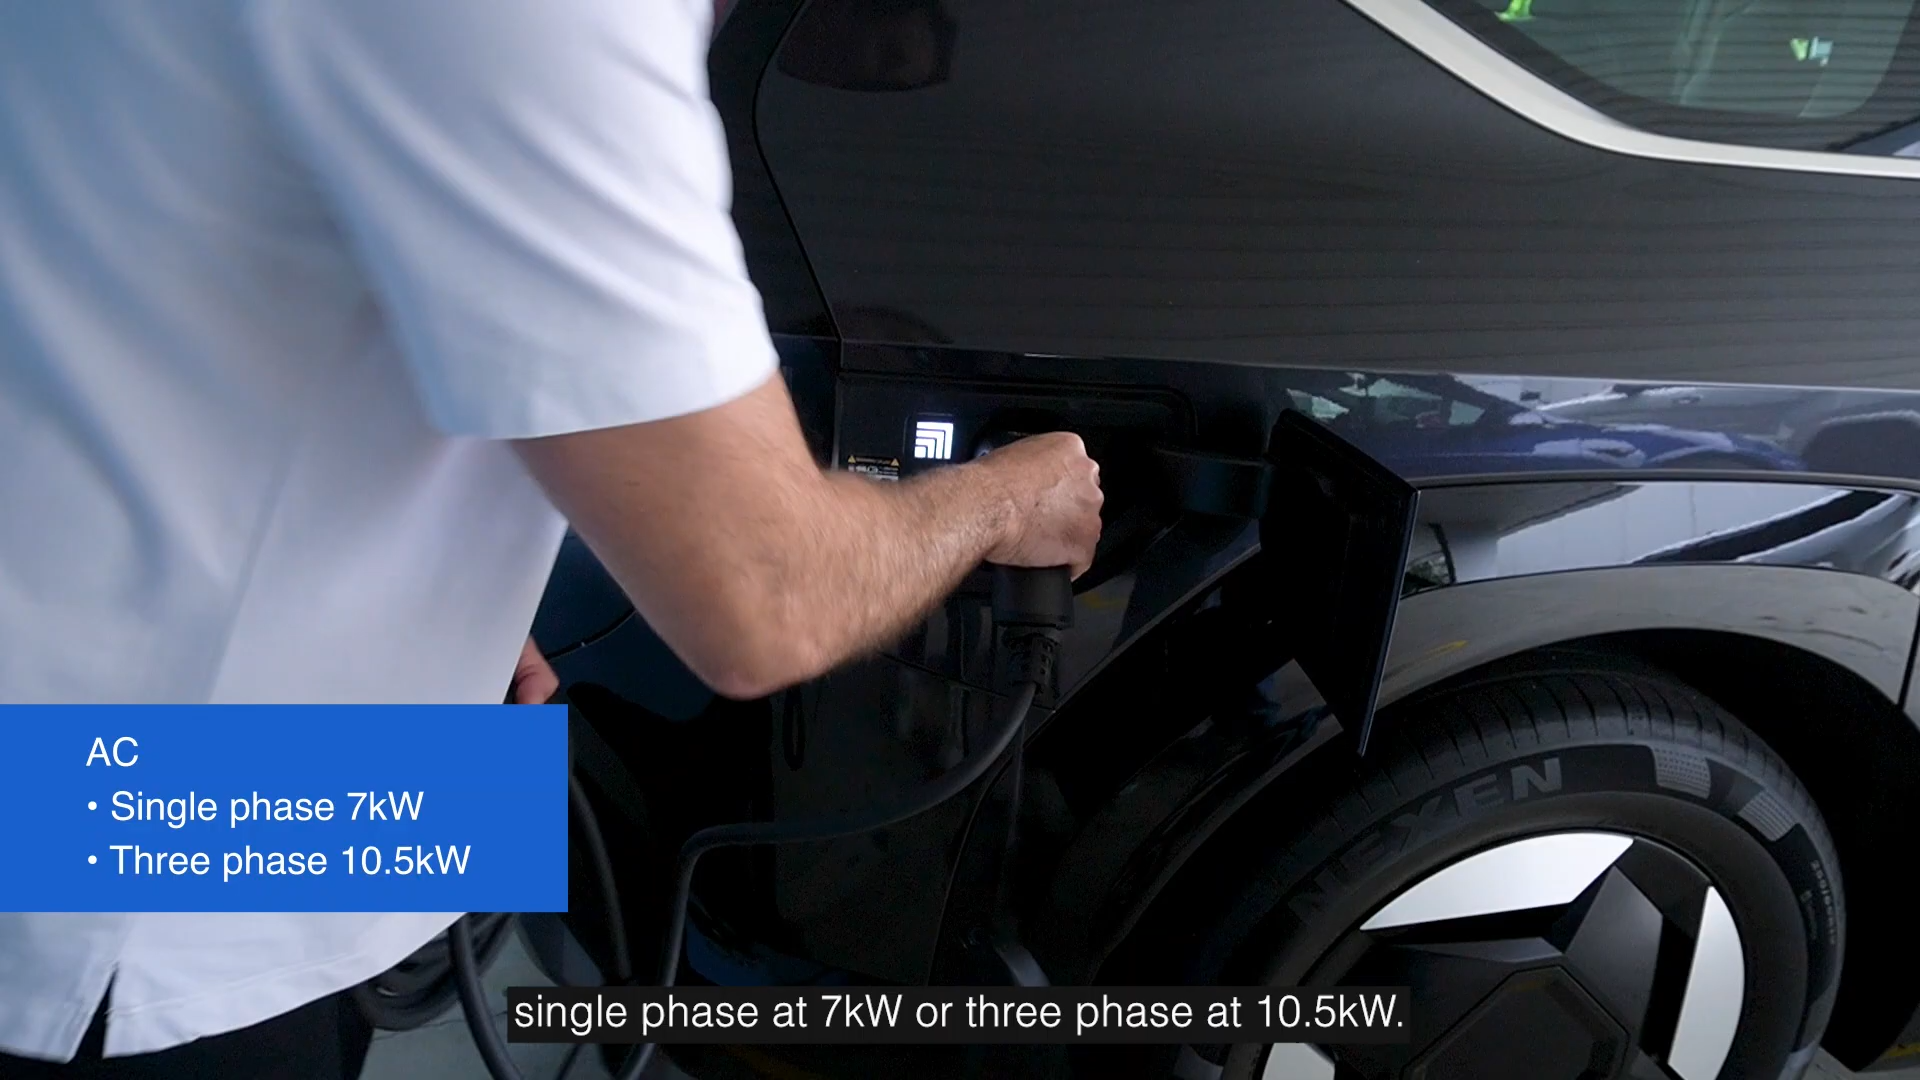 AC
• Single phase 7kW
• Three phase 10.5kW
NEXEN
single phase at 7kW or three phase at 10.5kW.